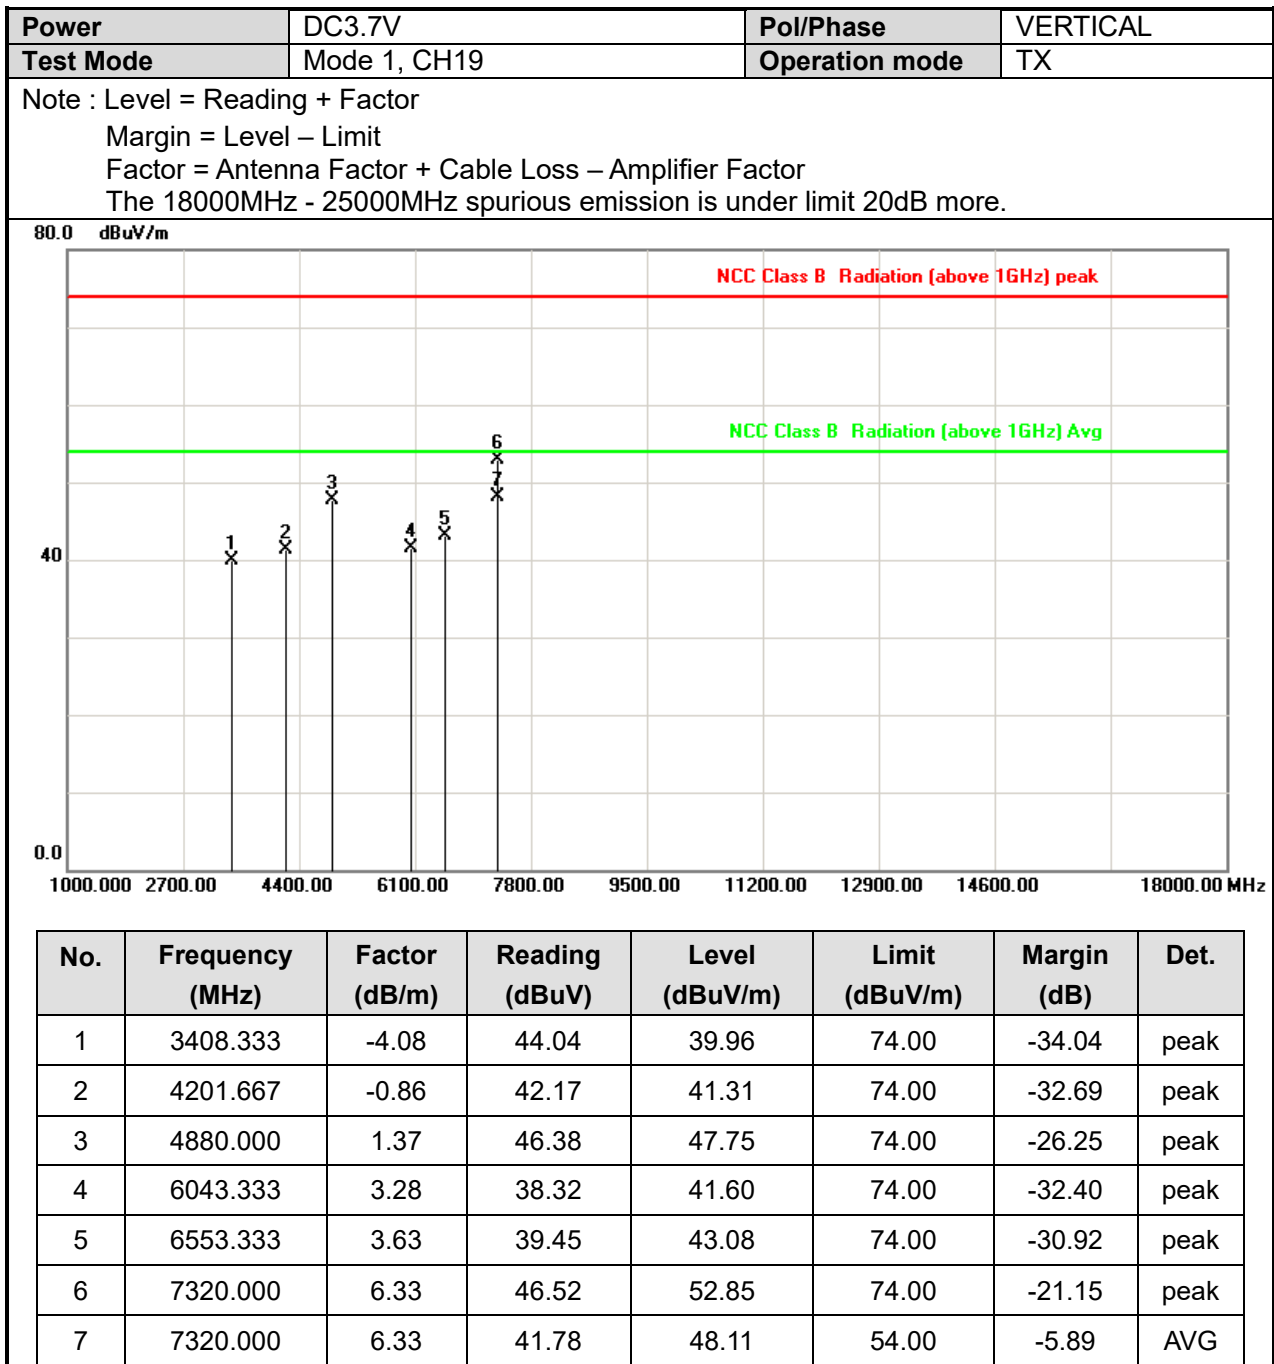 Power DC3.7V Pol/Phase VERTICAL
Test Mode Mode 1, CH19 Operation mode TX
Note : Level = Reading + Factor
Margin = Level – Limit
Factor = Antenna Factor + Cable Loss – Amplifier Factor
The 18000MHz - 25000MHz spurious emission is under limit 20dB more.
80.0 dBuV/m
NCC Class B Radiation (above 1GHz) peak
NCC Class B Radiation (above 1GHz) Avg
6
3
7
5
1 2 4
40
0.0
1000.000 2700.00 4400.00 6100.00 7800.00 9500.00 11200.00 12900.00 14600.00 18000.00 MHz
No. Frequency Factor Reading Level Limit Margin Det.
(MHz) (dB/m) (dBuV) (dBuV/m) (dBuV/m) (dB)
1 3408.333 -4.08 44.04 39.96 74.00 -34.04 peak
2 4201.667 -0.86 42.17 41.31 74.00 -32.69 peak
3 4880.000 1.37 46.38 47.75 74.00 -26.25 peak
4 6043.333 3.28 38.32 41.60 74.00 -32.40 peak
5 6553.333 3.63 39.45 43.08 74.00 -30.92 peak
6 7320.000 6.33 46.52 52.85 74.00 -21.15 peak
7 7320.000 6.33 41.78 48.11 54.00 -5.89 AVG